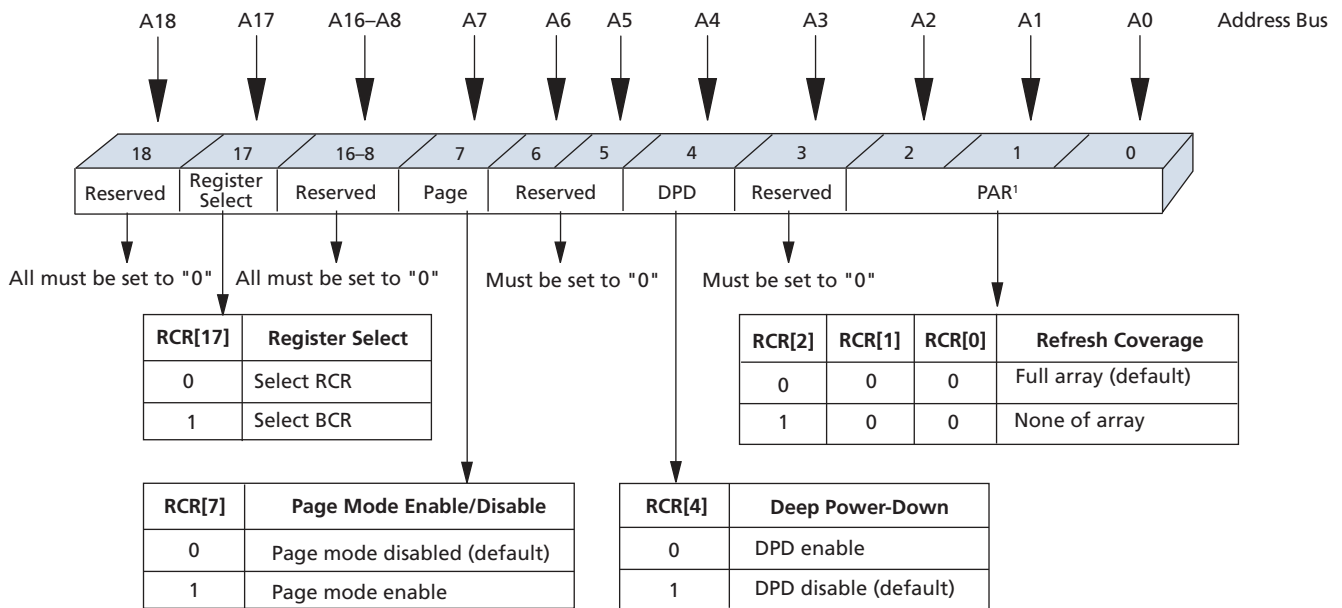 A18 A17 A16–A8 A7 A6 A5 A4 A3 A2 A1 A0 Address Bus
18 17 16–8 7 6 5 4 3 2 1 0
Reserved Register Select Reserved Page Reserved DPD Reserved PAR¹
All must be set to "0" All must be set to "0" Must be set to "0" Must be set to "0"
RCR[17] Register Select
0 Select RCR
1 Select BCR
RCR[2] RCR[1] RCR[0] Refresh Coverage
0 0 0 Full array (default)
1 0 0 None of array
RCR[7] Page Mode Enable/Disable
0 Page mode disabled (default)
1 Page mode enable
RCR[4] Deep Power-Down
0 DPD enable
1 DPD disable (default)